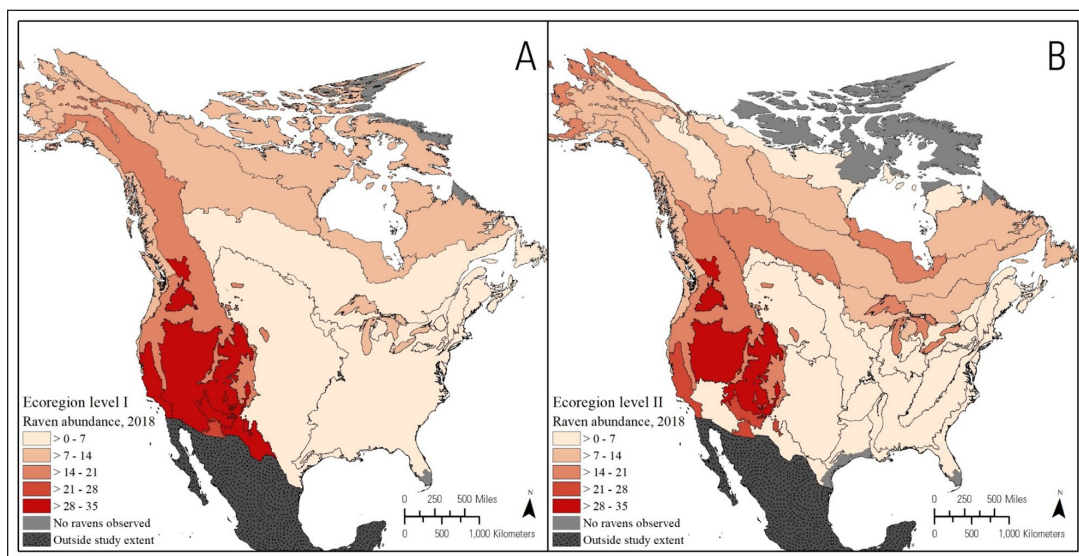 A
Ecoregion level I
Raven abundance, 2018
> 0 - 7
> 7 - 14
> 14 - 21
> 21 - 28
> 28 - 35
No ravens observed
Outside study extent
0 250 500 Miles
0 500 1,000 Kilometers
N
B
Ecoregion level II
Raven abundance, 2018
> 0 - 7
> 7 - 14
> 14 - 21
> 21 - 28
> 28 - 35
No ravens observed
Outside study extent
0 250 500 Miles
0 500 1,000 Kilometers
N